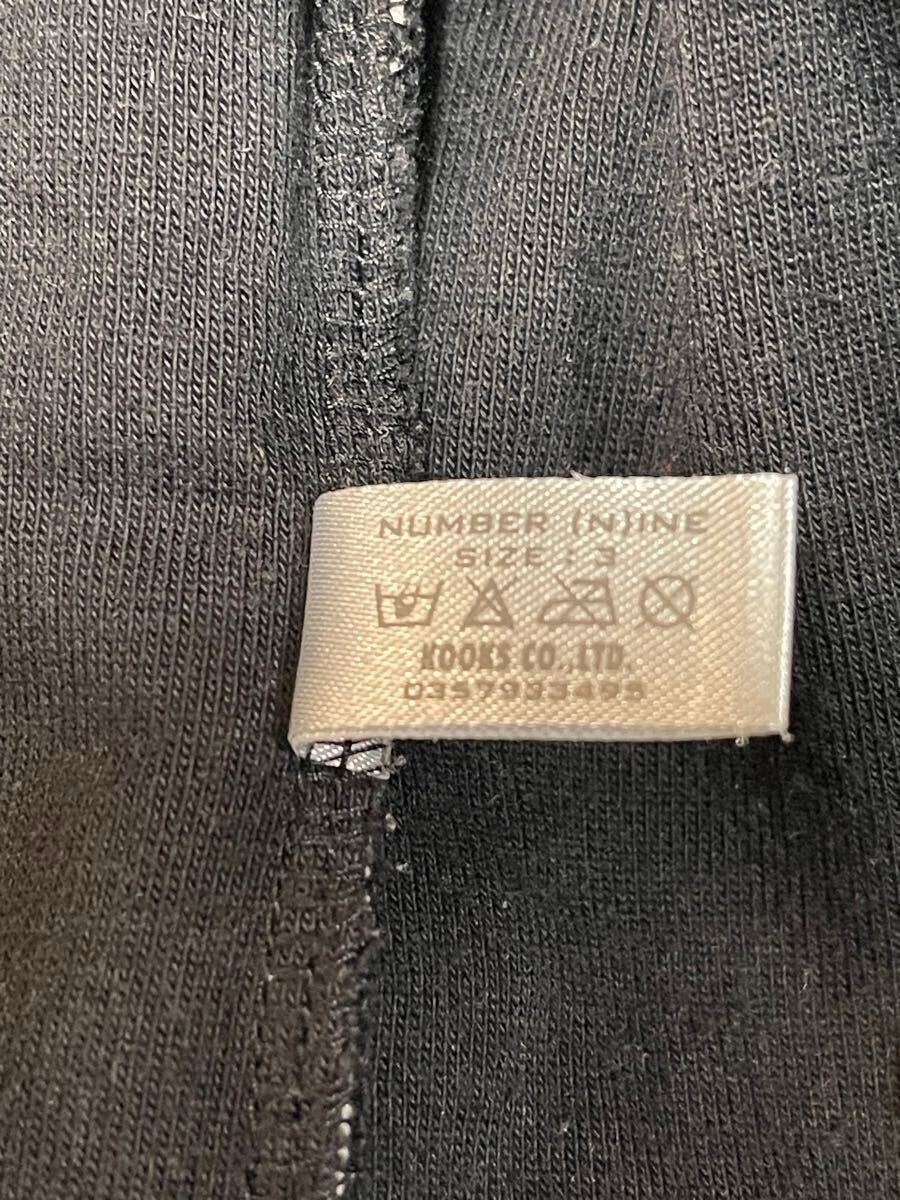 NUMBER (N)INE
SIZE : 3
KOOKS CO.,LTD.
0357933495